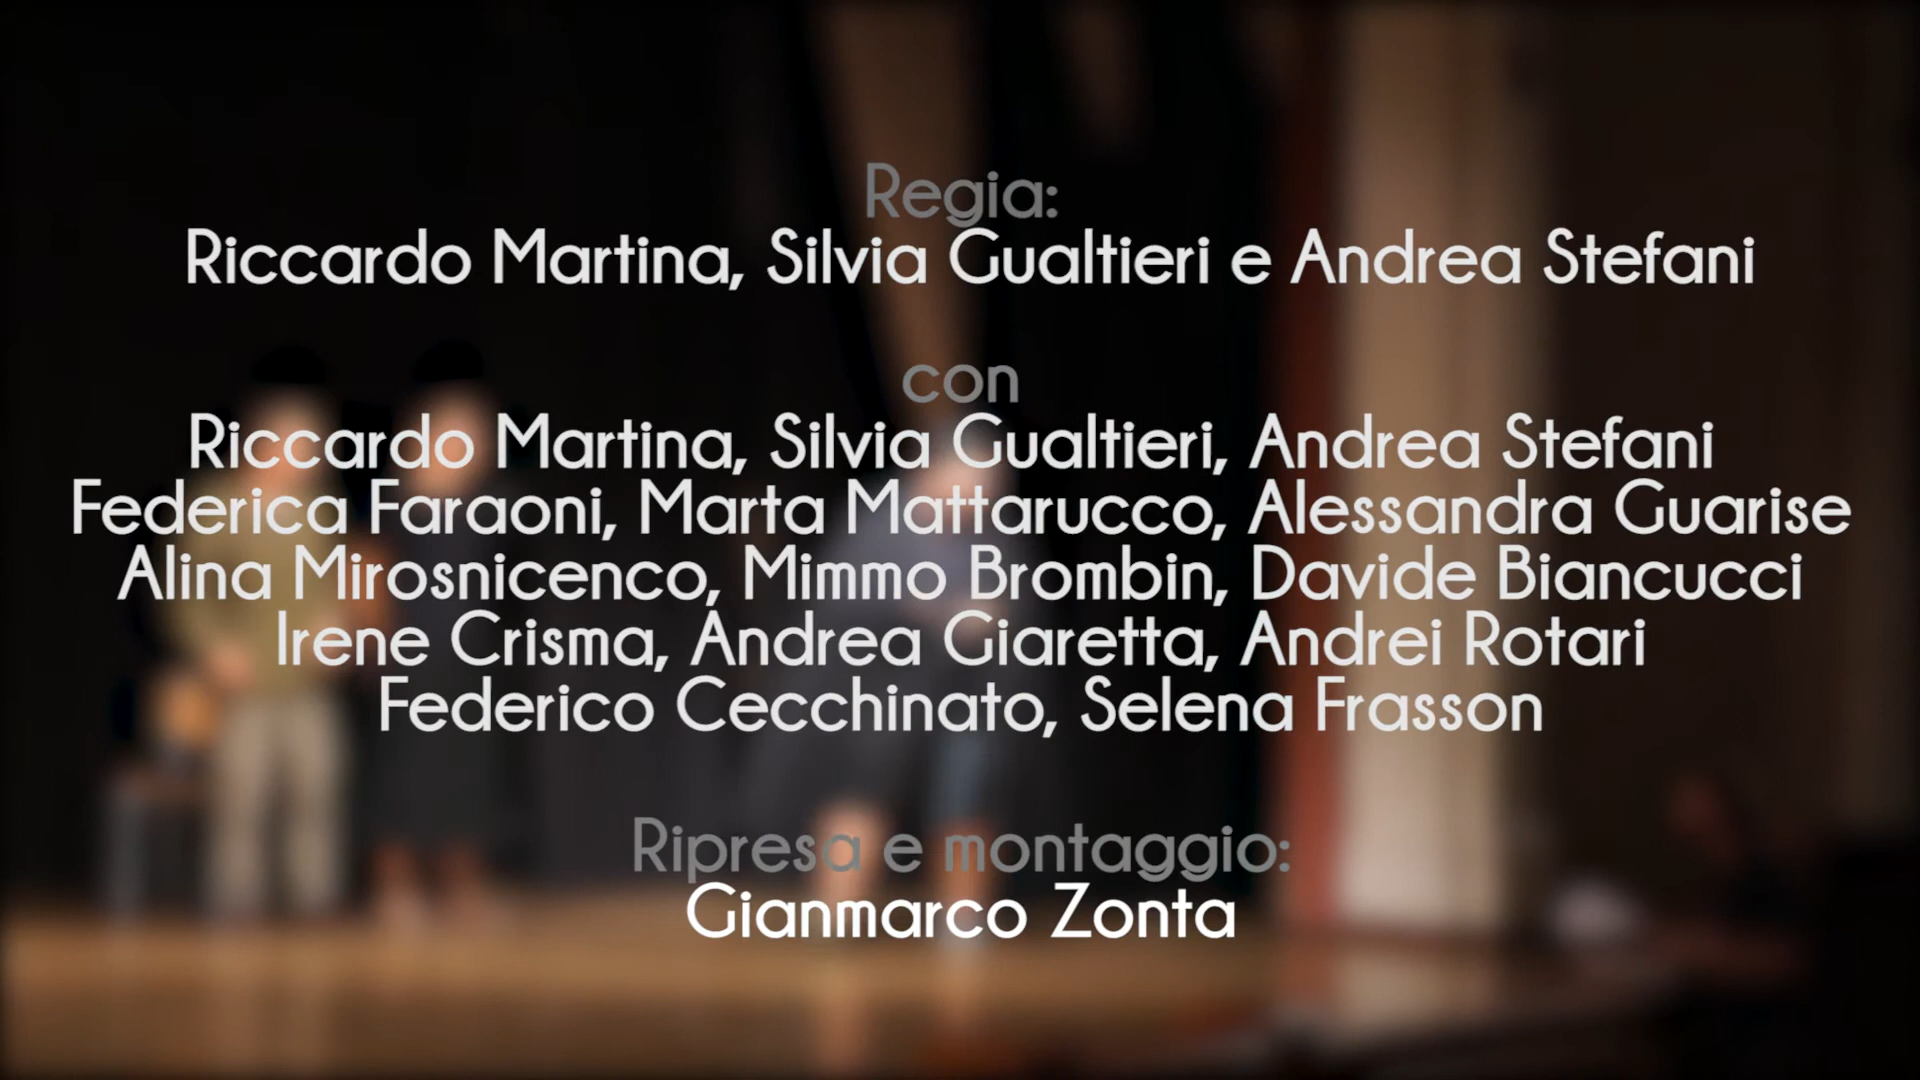 Regia:
Riccardo Martina, Silvia Gualtieri e Andrea Stefani
con
Riccardo Martina, Silvia Gualtieri, Andrea Stefani
Federica Faraoni, Marta Mattarucco, Alessandra Guarise
Alina Mirosnicenco, Mimmo Brombin, Davide Biancucci
Irene Crisma, Andrea Giaretta, Andrei Rotari
Federico Cecchinato, Selena Frasson
Ripresa e montaggio:
Gianmarco Zonta